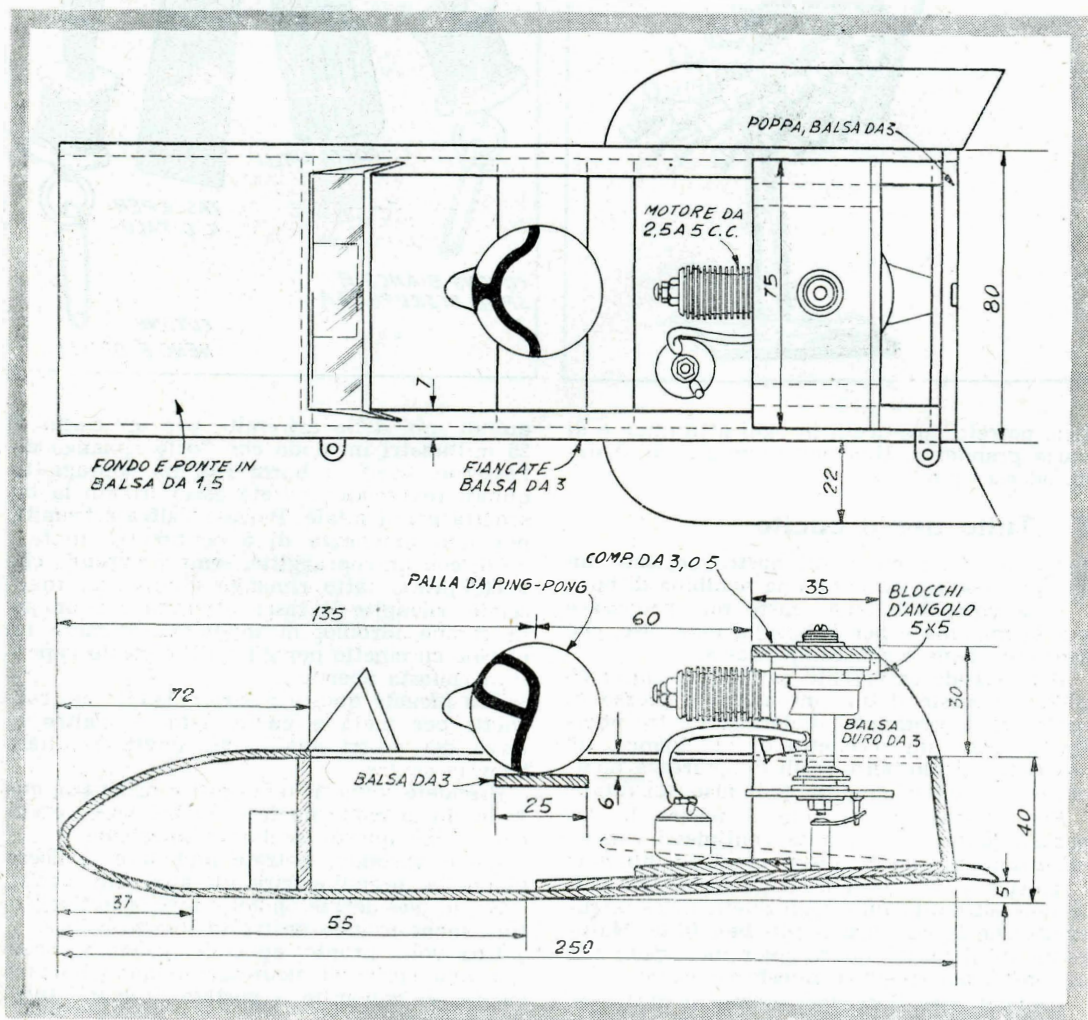 POPPA, BALSA DA 3
MOTORE DA
2,5 A 5 C.C.
75
80
7
22
FONDO E PONTE IN
BALSA DA 1,5
FIANCATE
BALSA DA 3
COMP. DA 3, O 5
PALLA DA PING-PONG
35
BLOCCHI
D'ANGOLO
5×5
135
60
72
30
BALSA
DURO DA 3
BALSA DA 3
25
6
40
5
37
55
250